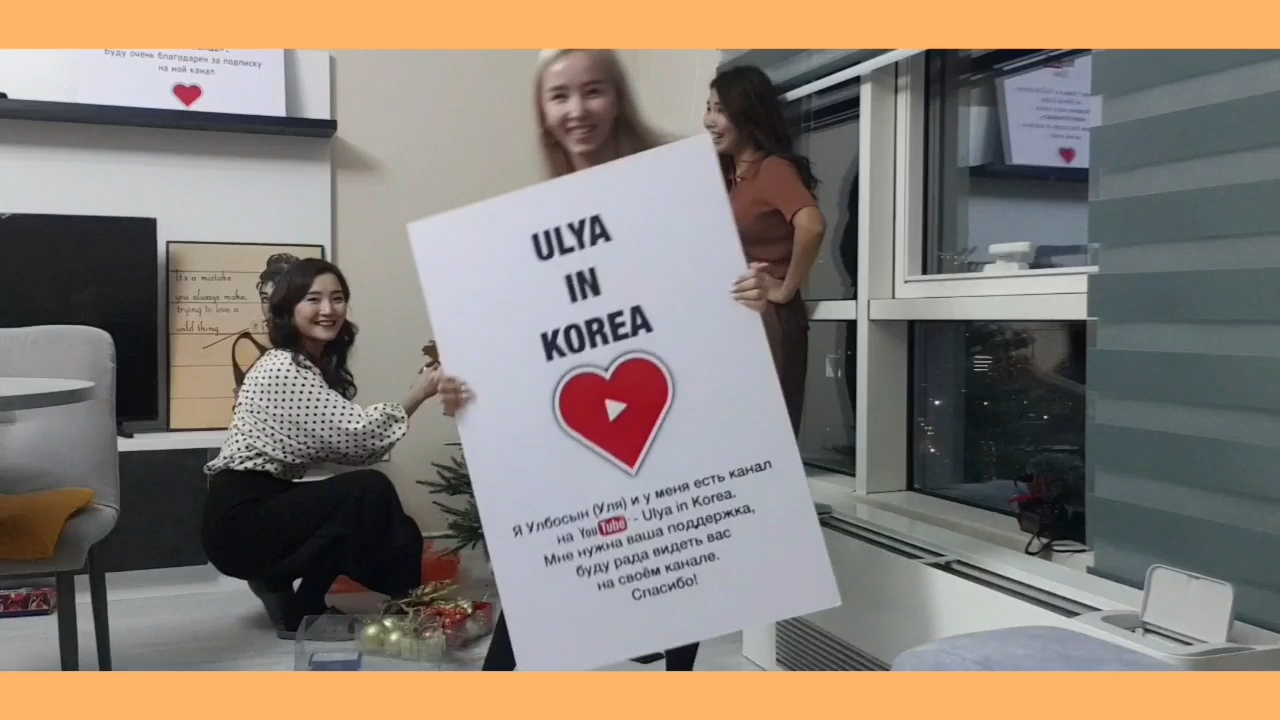 буду очень благодарен за подписку
на мой канал
It's a mistake
you always make,
trying to love a
wild thing.
ULYA
IN
KOREA
Я Улбосын (Уля) и у меня есть канал
на YouTube - Ulya in Korea.
Мне нужна ваша поддержка,
буду рада видеть вас
на своём канале.
Спасибо!